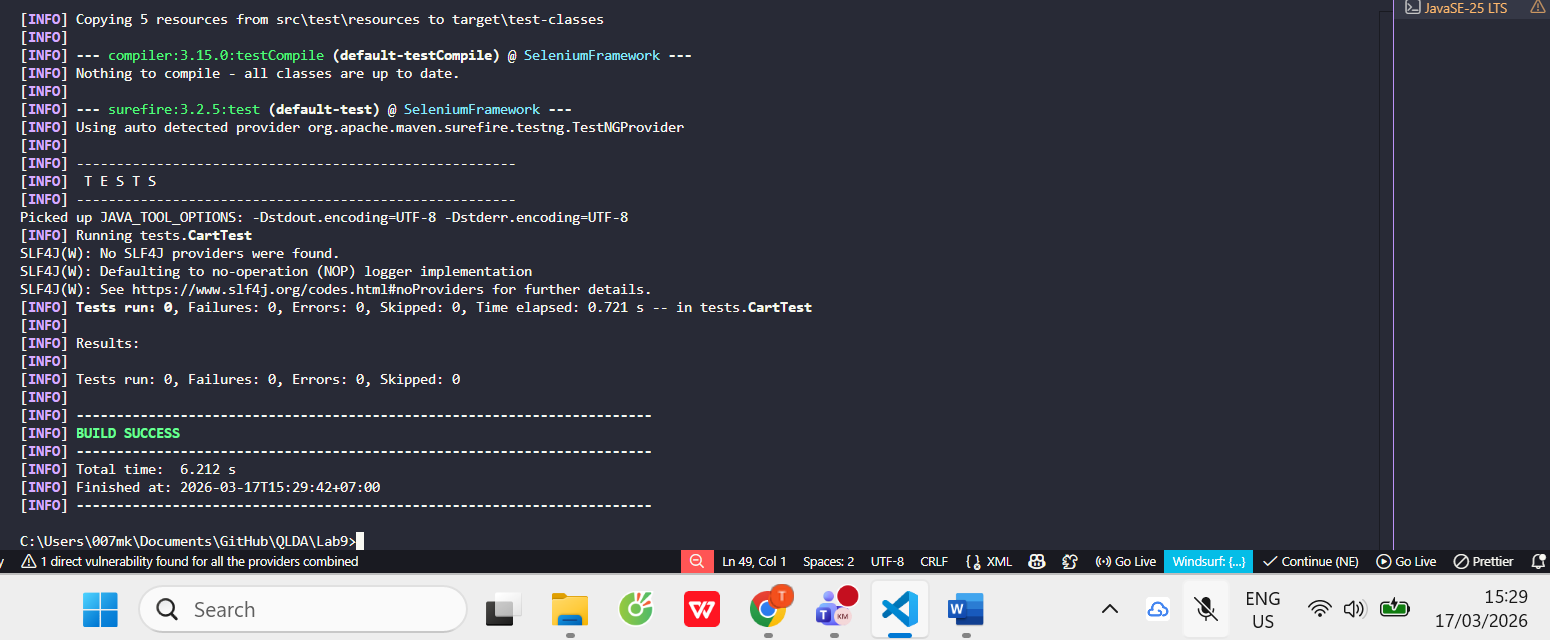 [INFO] Copying 5 resources from src\test\resources to target\test-classes
[INFO]
[INFO] --- compiler:3.15.0:testCompile (default-testCompile) @ SeleniumFramework ---
[INFO] Nothing to compile - all classes are up to date.
[INFO]
[INFO] --- surefire:3.2.5:test (default-test) @ SeleniumFramework ---
[INFO] Using auto detected provider org.apache.maven.surefire.testng.TestNGProvider
[INFO]
[INFO] -------------------------------------------------------
[INFO]  T E S T S
[INFO] -------------------------------------------------------
Picked up JAVA_TOOL_OPTIONS: -Dstdout.encoding=UTF-8 -Dstderr.encoding=UTF-8
[INFO] Running tests.CartTest
SLF4J(W): No SLF4J providers were found.
SLF4J(W): Defaulting to no-operation (NOP) logger implementation
SLF4J(W): See https://www.slf4j.org/codes.html#noProviders for further details.
[INFO] Tests run: 0, Failures: 0, Errors: 0, Skipped: 0, Time elapsed: 0.721 s -- in tests.CartTest
[INFO]
[INFO] Results:
[INFO]
[INFO] Tests run: 0, Failures: 0, Errors: 0, Skipped: 0
[INFO]
[INFO] ------------------------------------------------------------------------
[INFO] BUILD SUCCESS
[INFO] ------------------------------------------------------------------------
[INFO] Total time:  6.212 s
[INFO] Finished at: 2026-03-17T15:29:42+07:00
[INFO] ------------------------------------------------------------------------
C:\Users\007mk\Documents\GitHub\QLDA\Lab9>
JavaSE-25 LTS
1 direct vulnerability found for all the providers combined
Ln 49, Col 1 Spaces: 2 UTF-8 CRLF {} XML Go Live Windsurf: {...} Continue (NE) Go Live Prettier
Search
W T T KM W
ENG
US
15:29
17/03/2026